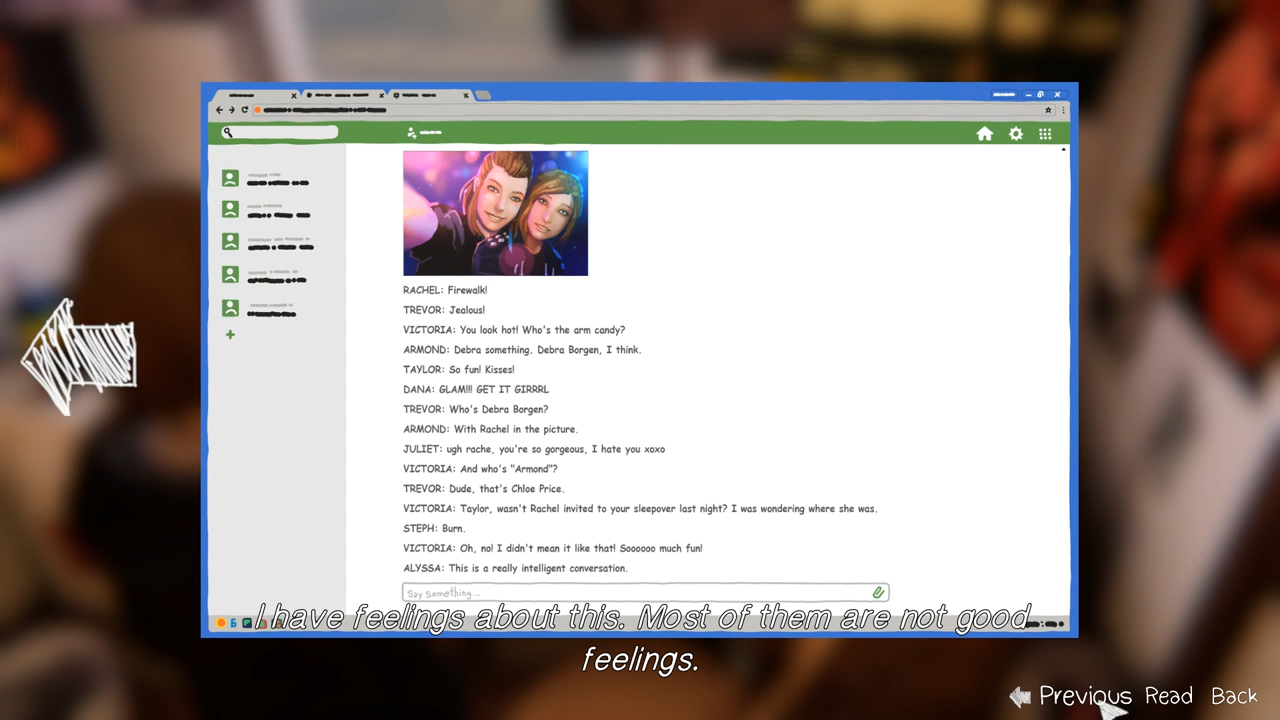 RACHEL: Firewalk!
TREVOR: Jealous!
VICTORIA: You look hot! Who's the arm candy?
ARMOND: Debra something. Debra Borgen, I think.
TAYLOR: So fun! Kisses!
DANA: GLAM!!! GET IT GIRRRL
TREVOR: Who's Debra Borgen?
ARMOND: With Rachel in the picture.
JULIET: ugh rache, you're so gorgeous, I hate you xoxo
VICTORIA: And who's "Armond"?
TREVOR: Dude, that's Chloe Price.
VICTORIA: Taylor, wasn't Rachel invited to your sleepover last night? I was wondering where she was.
STEPH: Burn.
VICTORIA: Oh, no! I didn't mean it like that! Soooooo much fun!
ALYSSA: This is a really intelligent conversation.
Say Something...
I have feelings about this. Most of them are not good
feelings.
Previous Read Back